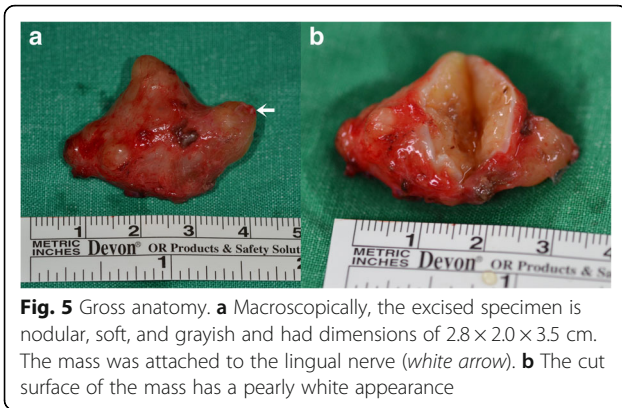 a
b
1 2 3 4 5
METRIC
INCHES Devon® OR Products & Safety Solut
1 2
1 2 3 4
METRIC
INCHES Devon® OR Products & Sa
1
Fig. 5 Gross anatomy. a Macroscopically, the excised specimen is
nodular, soft, and grayish and had dimensions of 2.8 × 2.0 × 3.5 cm.
The mass was attached to the lingual nerve (white arrow). b The cut
surface of the mass has a pearly white appearance